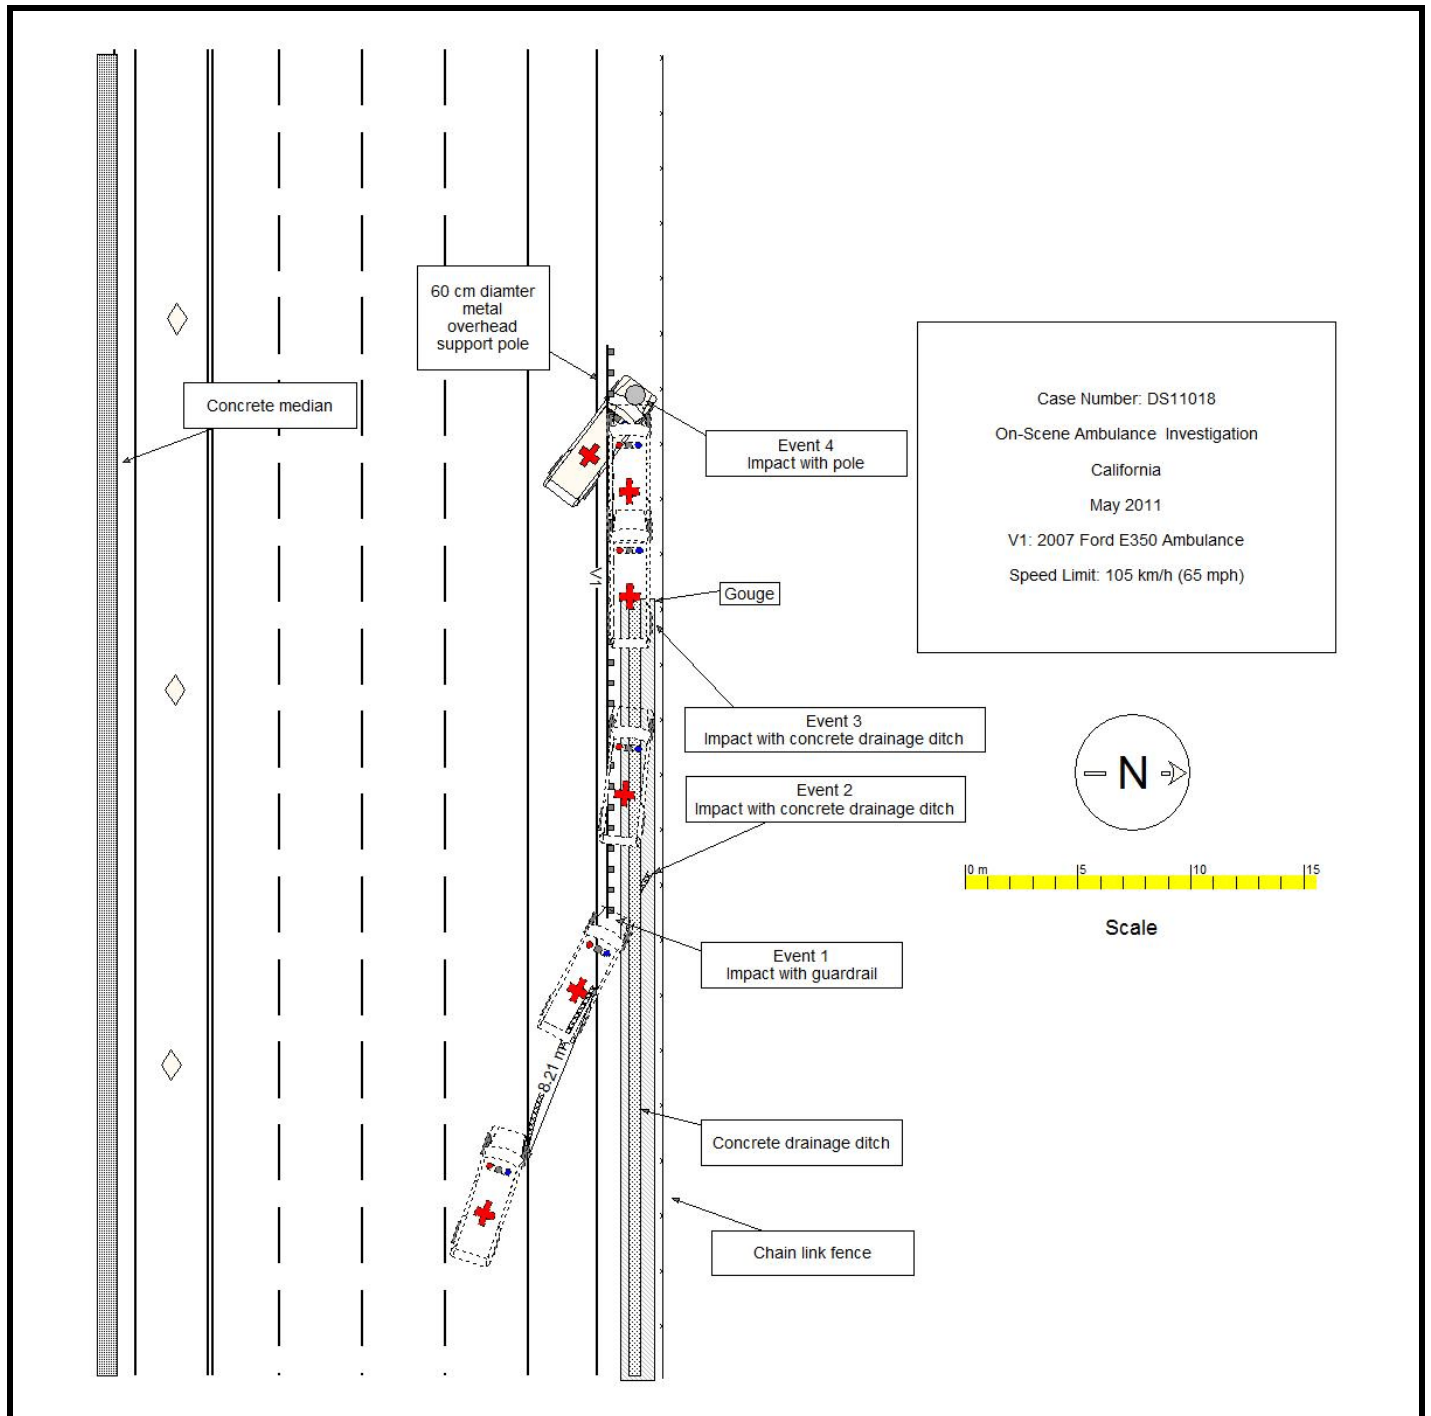 60 cm diamter
metal
overhead
support pole
Concrete median
Event 4
Impact with pole
Case Number: DS11018
On-Scene Ambulance Investigation
California
May 2011
V1: 2007 Ford E350 Ambulance
Speed Limit: 105 km/h (65 mph)
V1
Gouge
Event 3
Impact with concrete drainage ditch
N
Event 2
Impact with concrete drainage ditch
0 m 5 10 15
Scale
Event 1
Impact with guardrail
8.21 m
Concrete drainage ditch
Chain link fence